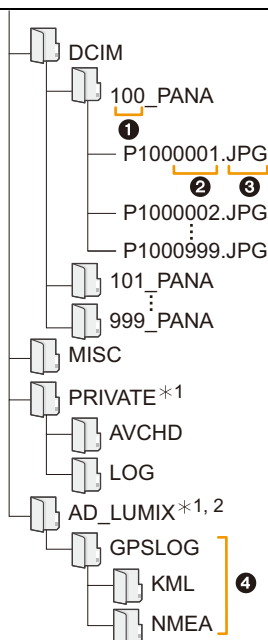 DCIM
100_PANA
❶
P1000001.JPG
❷ ❸
P1000002.JPG
P1000999.JPG
101_PANA
999_PANA
MISC
PRIVATE＊1
AVCHD
LOG
AD_LUMIX＊1, 2
GPSLOG
❹
KML
NMEA